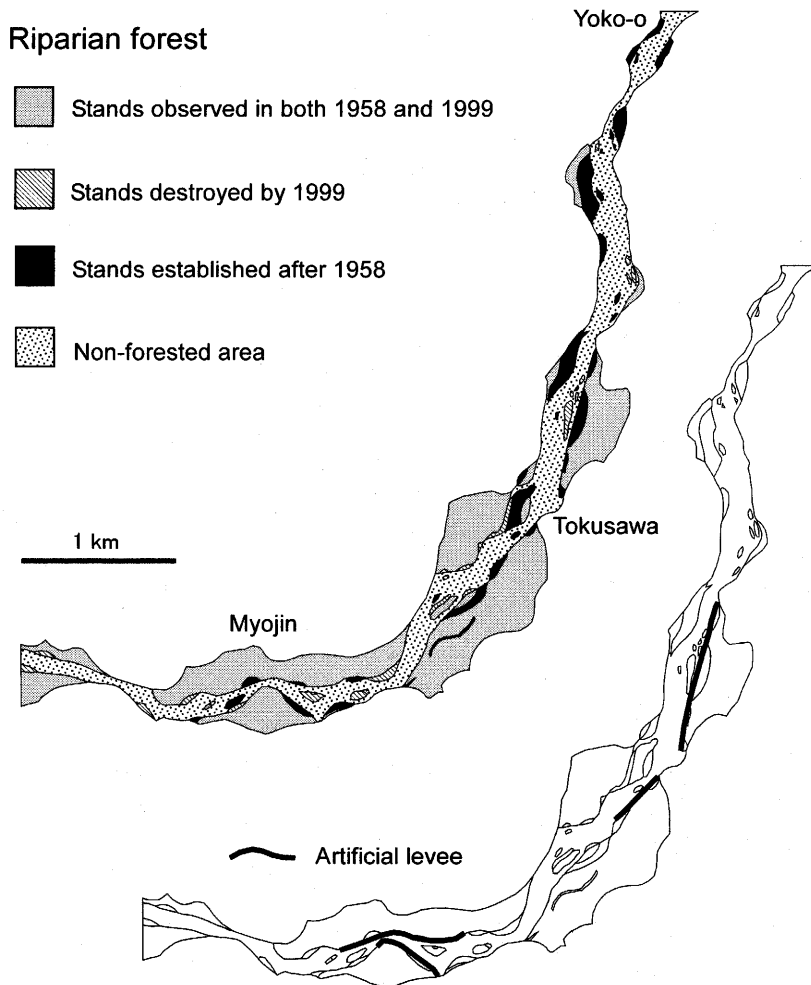 Yoko-o
Riparian forest
Stands observed in both 1958 and 1999
Stands destroyed by 1999
Stands established after 1958
Non-forested area
1 km
Tokusawa
Myojin
Artificial levee